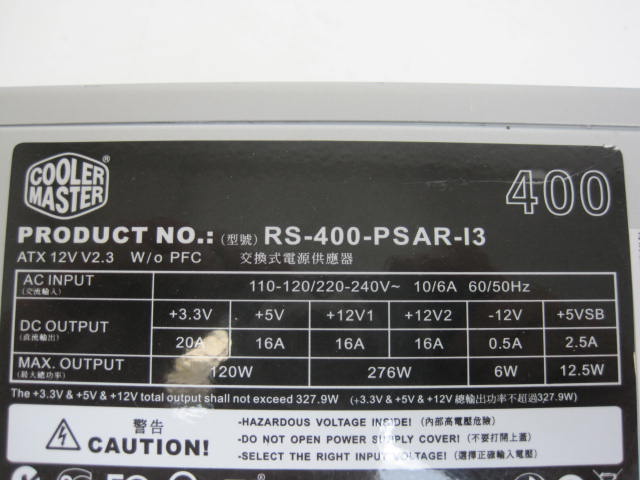 COOLER MASTER
400
PRODUCT NO.: (型號) RS-400-PSAR-I3
ATX 12V V2.3 W/o PFC 交換式電源供應器
AC INPUT (交流輸入) 110-120/220-240V~ 10/6A 60/50Hz
DC OUTPUT (直流輸出) +3.3V +5V +12V1 +12V2 -12V +5VSB
20A 16A 16A 16A 0.5A 2.5A
MAX. OUTPUT (最大總功率) 120W 276W 6W 12.5W
The +3.3V & +5V & +12V total output shall not exceed 327.9W (+3.3V & +5V & +12V 總輸出功率不超過327.9W)
警告
CAUTION!
-HAZARDOUS VOLTAGE INSIDE! (內部高電壓危險)
-DO NOT OPEN POWER SUPPLY COVER! (不要打開上蓋)
-SELECT THE RIGHT INPUT VOLTAGE! (選擇正確輸入電壓)